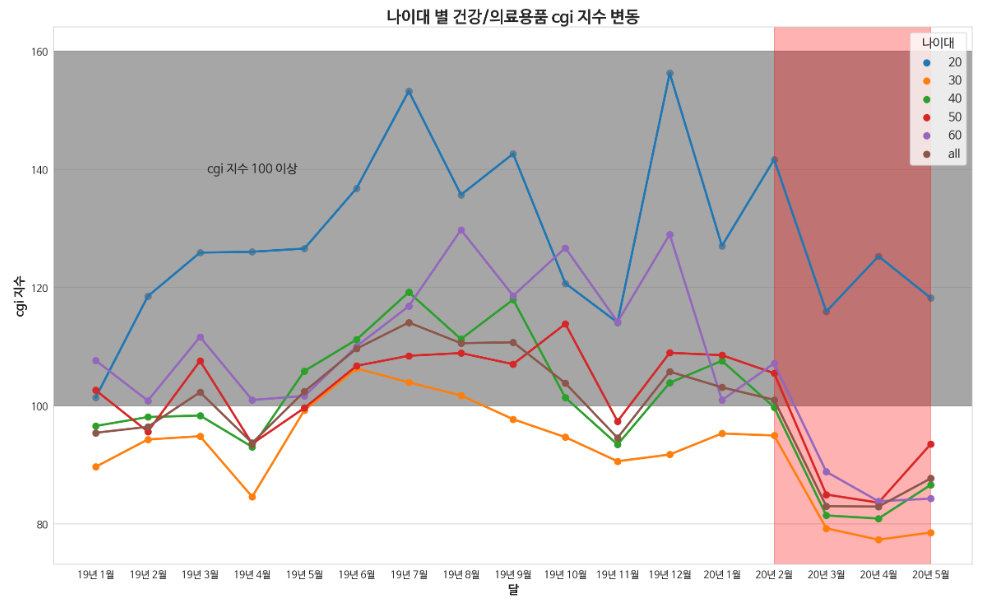 나이대 별 건강/의료용품 cgi 지수 변동
160
140
120
100
80
cgi 지수
cgi 지수 100 이상
나이대
20
30
40
50
60
all
19년 1월 19년 2월 19년 3월 19년 4월 19년 5월 19년 6월 19년 7월 19년 8월 19년 9월 19년 10월 19년 11월 19년 12월 20년 1월 20년 2월 20년 3월 20년 4월 20년 5월
달